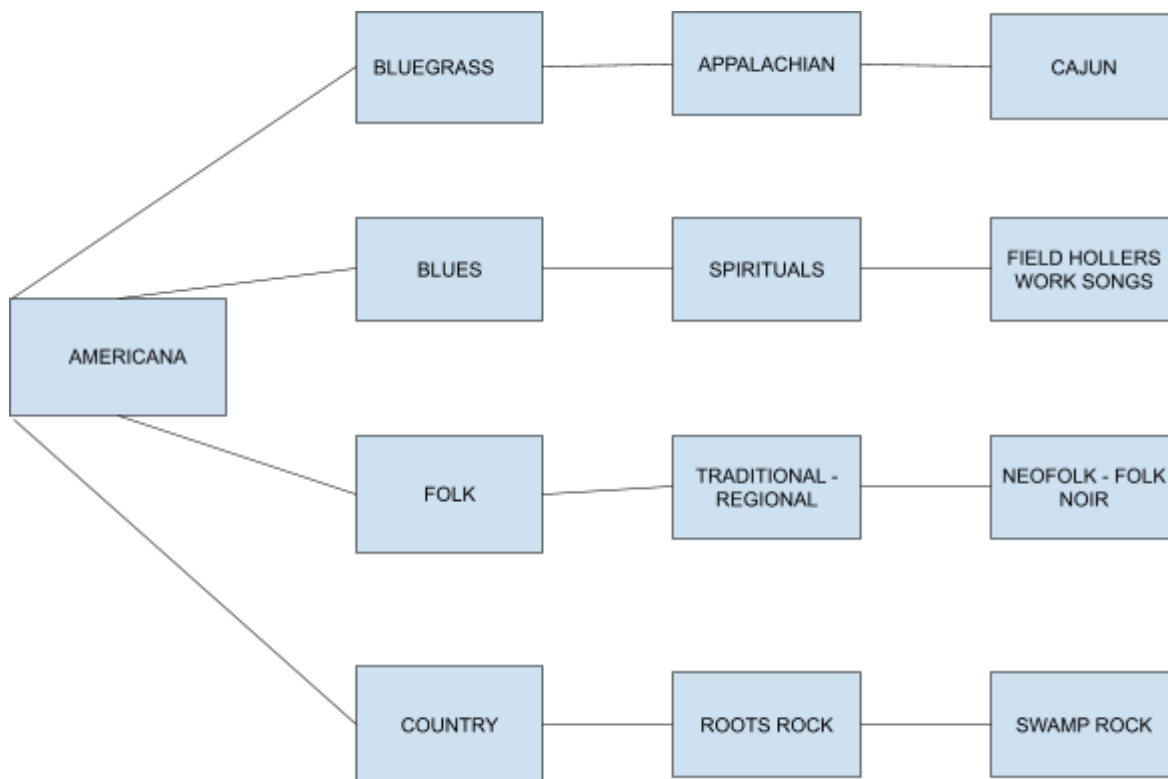 BLUEGRASS
APPALACHIAN
CAJUN
BLUES
SPIRITUALS
FIELD HOLLERS
WORK SONGS
AMERICANA
FOLK
TRADITIONAL -
REGIONAL
NEOFOLK - FOLK
NOIR
COUNTRY
ROOTS ROCK
SWAMP ROCK